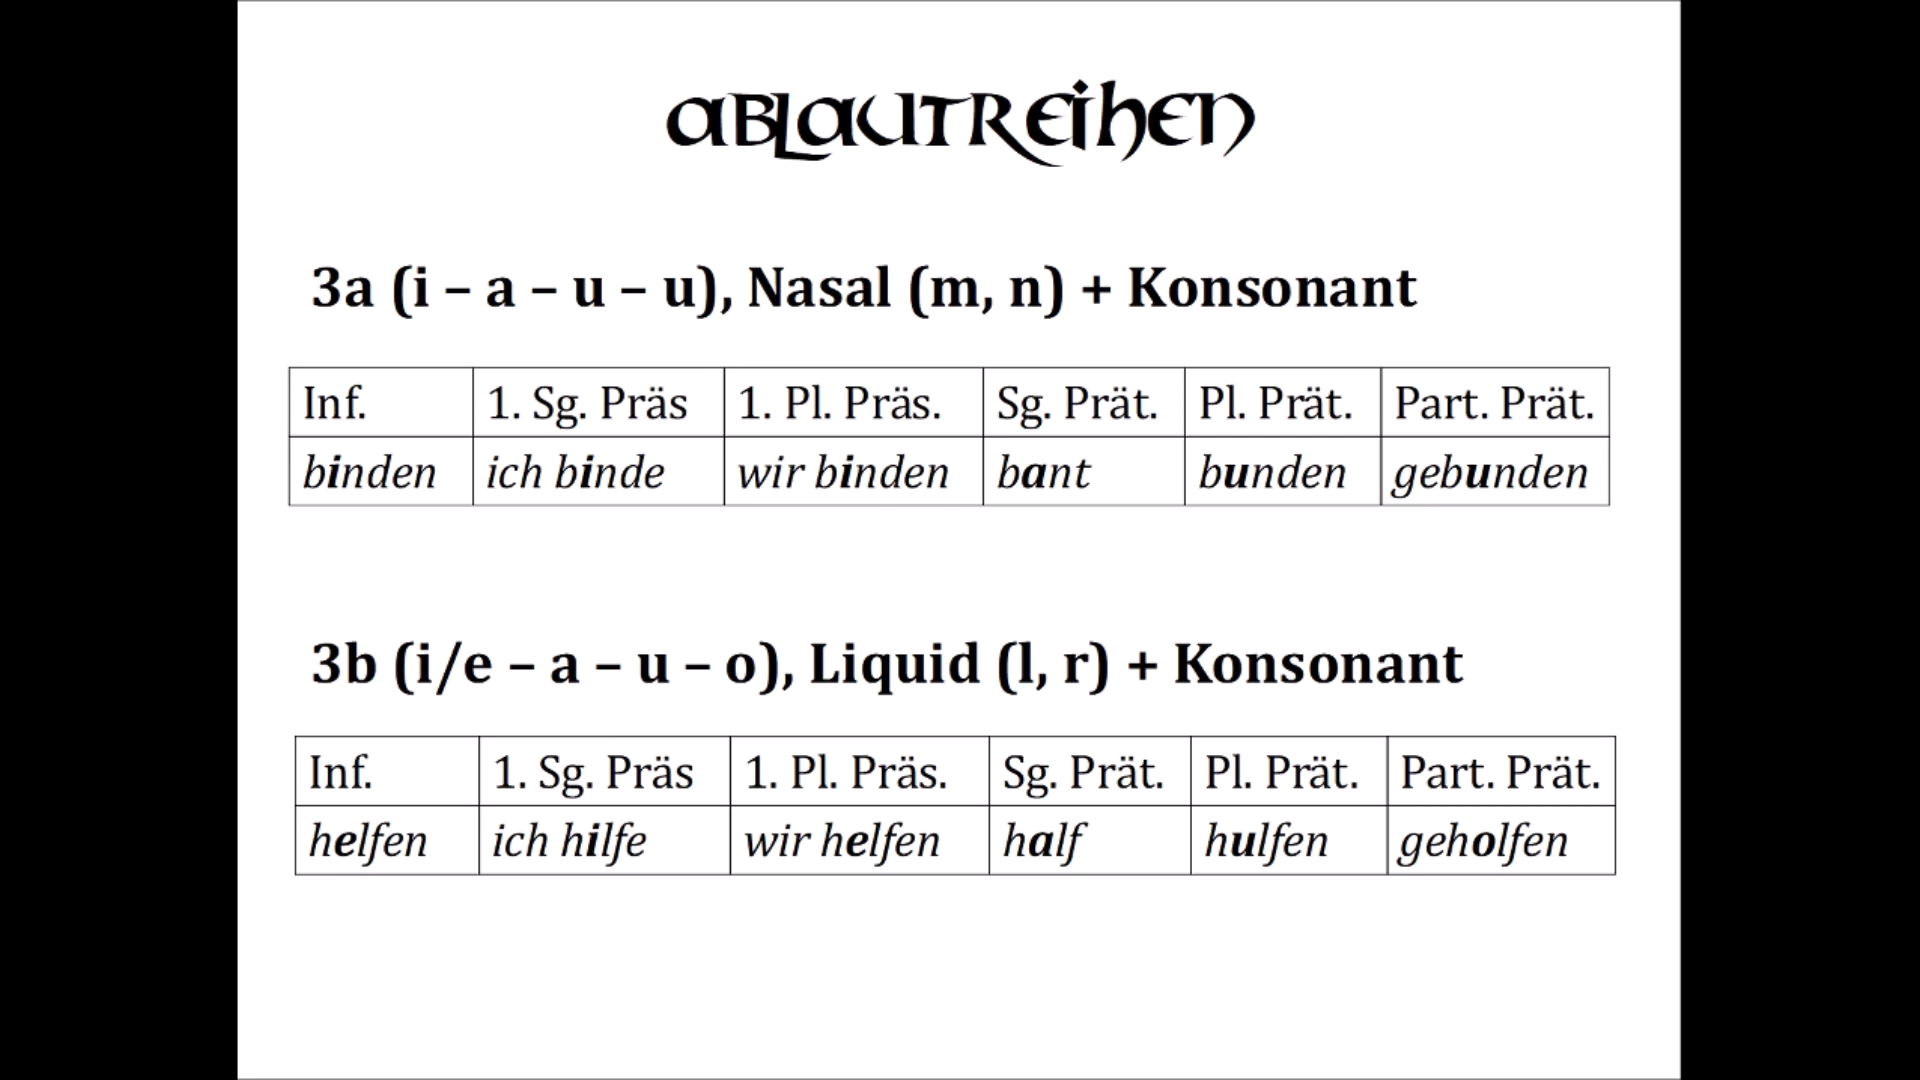 Ablautreihen
3a (i – a – u – u), Nasal (m, n) + Konsonant
Inf. 1. Sg. Präs 1. Pl. Präs. Sg. Prät. Pl. Prät. Part. Prät.
binden ich binde wir binden bant bunden gebunden
3b (i/e – a – u – o), Liquid (l, r) + Konsonant
Inf. 1. Sg. Präs 1. Pl. Präs. Sg. Prät. Pl. Prät. Part. Prät.
helfen ich hilfe wir helfen half hulfen geholfen